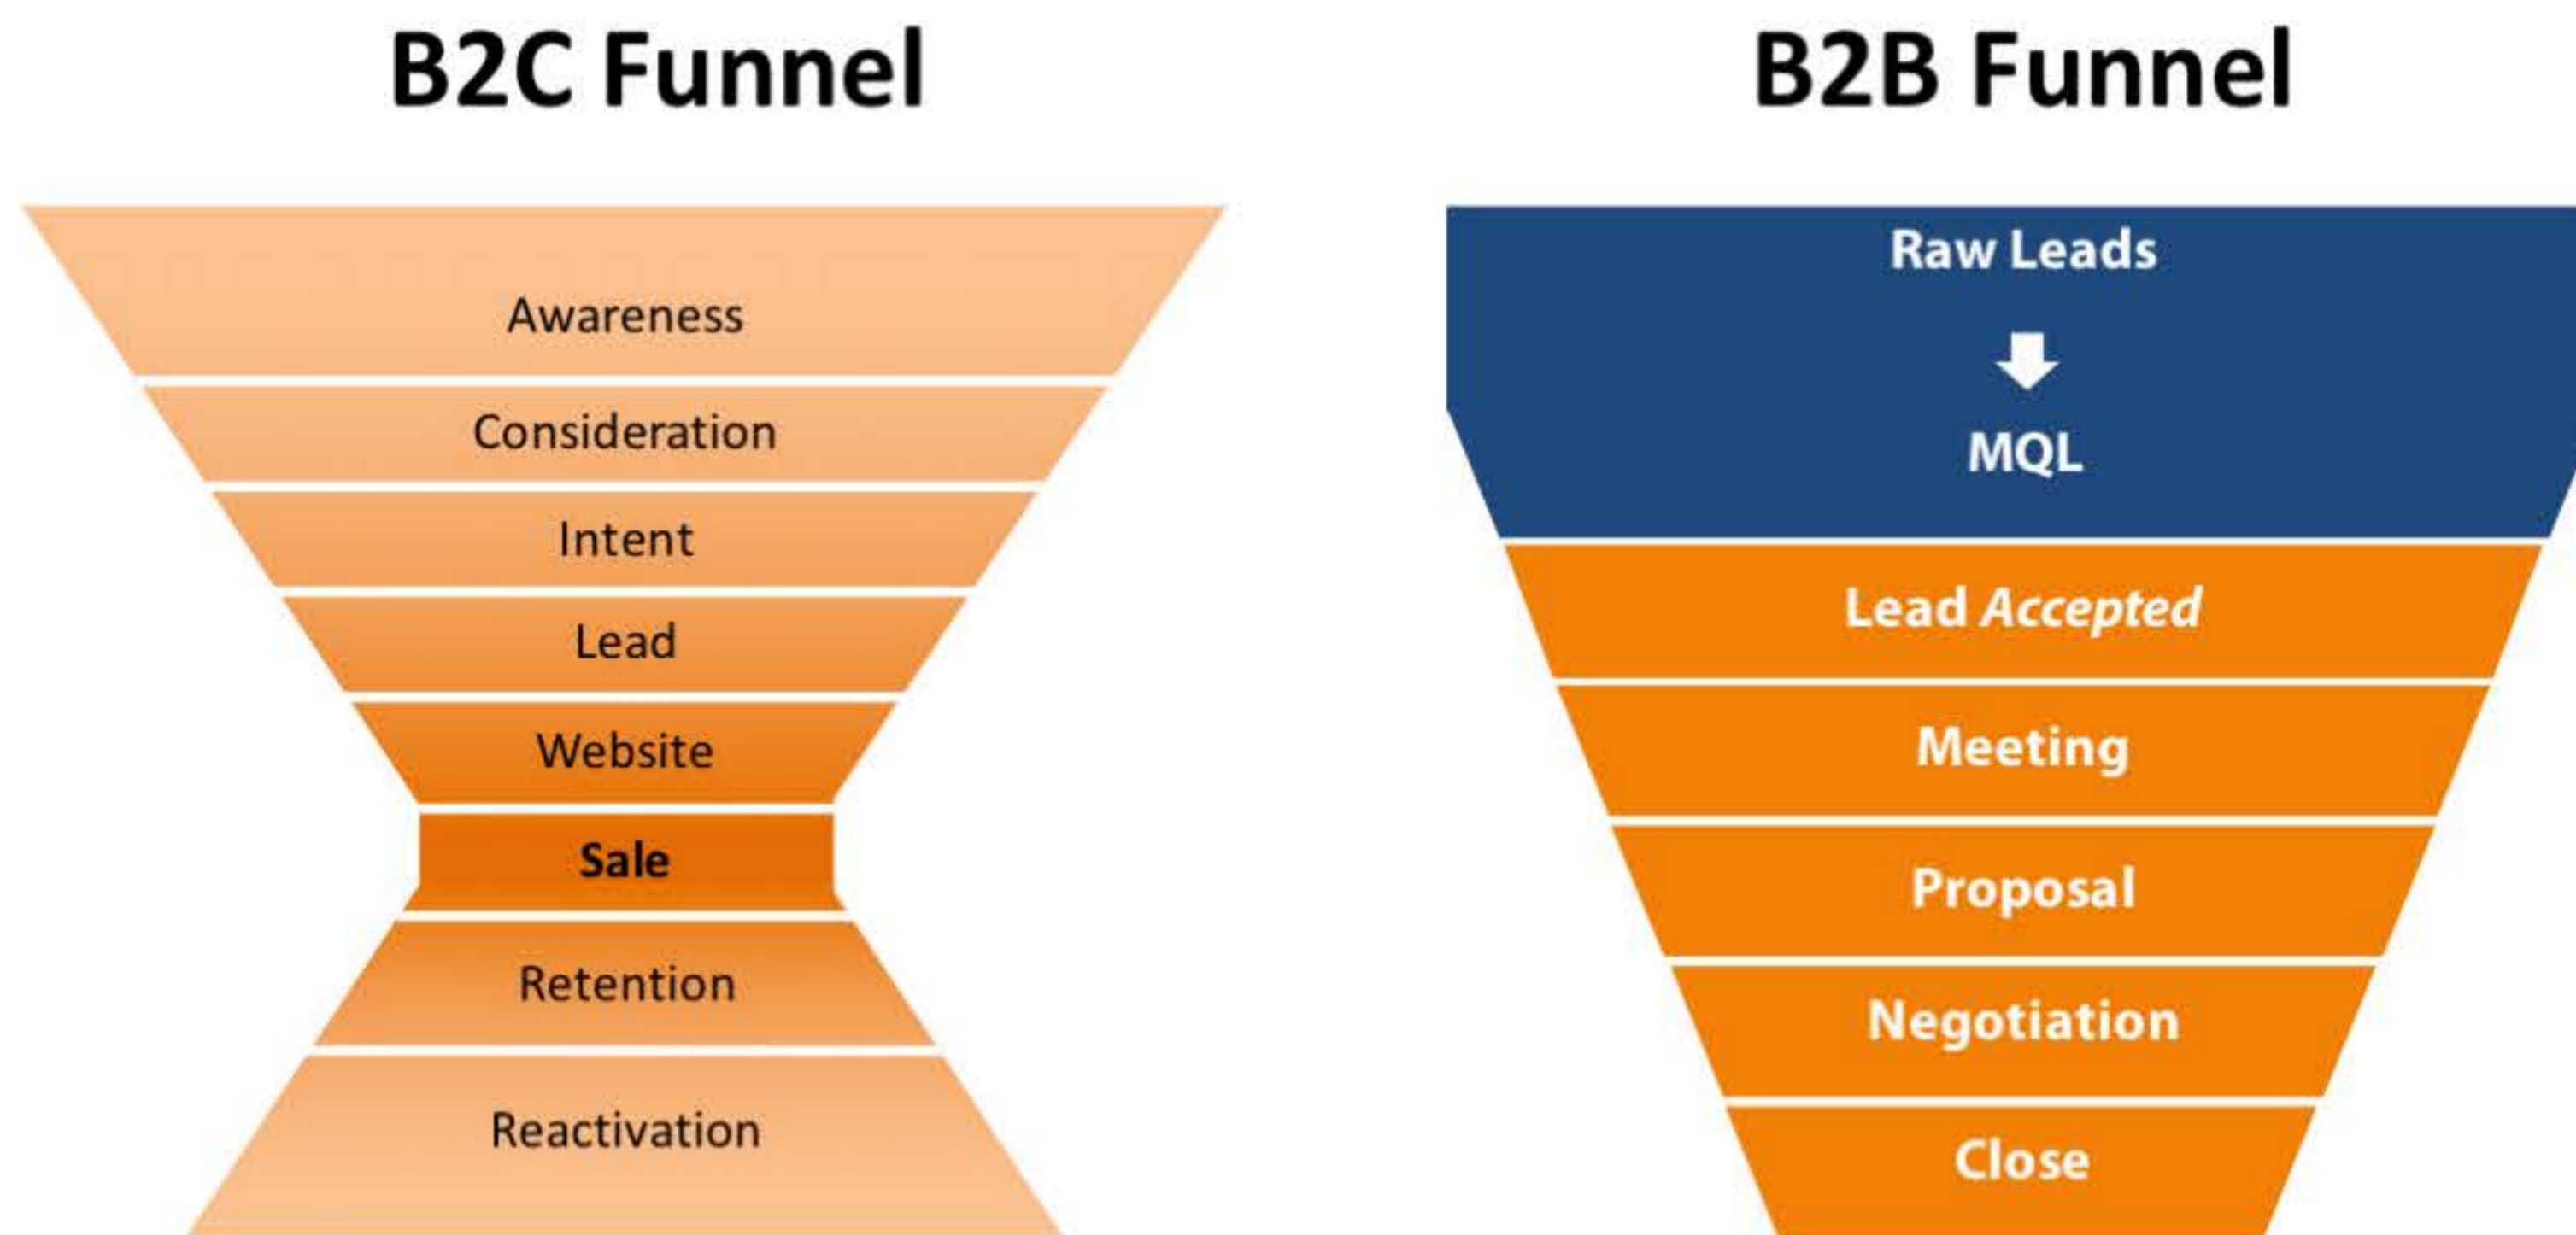 B2C Funnel
Awareness
Consideration
Intent
Lead
Website
Sale
Retention
Reactivation
B2B Funnel
Raw Leads
MQL
Lead Accepted
Meeting
Proposal
Negotiation
Close